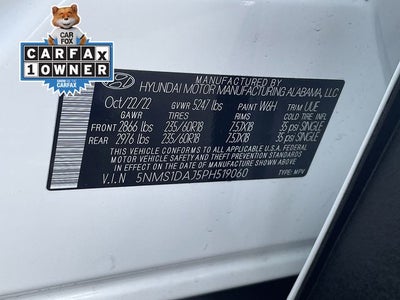 CAR
FOX
CARFAX
1 OWNER
CARFAX
MANUFACTURED BY
HYUNDAI MOTOR MANUFACTURING ALABAMA, LLC
Oct/22/22 GVWR 5247 lbs PAINT W6H TRIM UUE
GAWR TIRES RIMS COLD TIRE INFL
FRONT 2866 lbs 235/60R18 7.5JX18 35 psi SINGLE
REAR 2976 lbs 235/60R18 7.5JX18 35 psi SINGLE
THIS VEHICLE CONFORMS TO ALL APPLICABLE U.S. FEDERAL MOTOR VEHICLE
SAFETY, BUMPER, AND THEFT PREVENTION STANDARDS
IN EFFECT ON THE DATE OF MANUFACTURE SHOWN ABOVE.
V.I.N 5NMS1DAJ5PH519060 TYPE: MPV